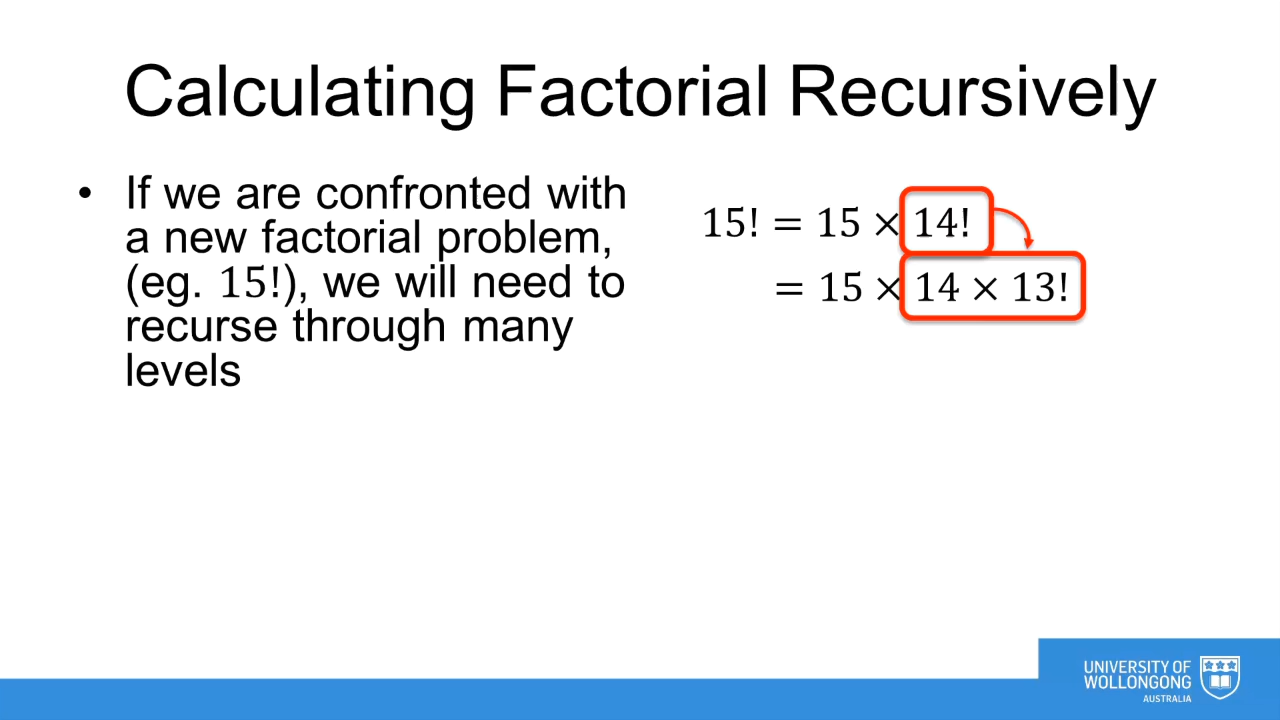 Calculating Factorial Recursively
• If we are confronted with
a new factorial problem,
(eg. 15!), we will need to
recurse through many
levels
15! = 15 × 14!
= 15 × 14 × 13!
UNIVERSITY OF
WOLLONGONG
AUSTRALIA